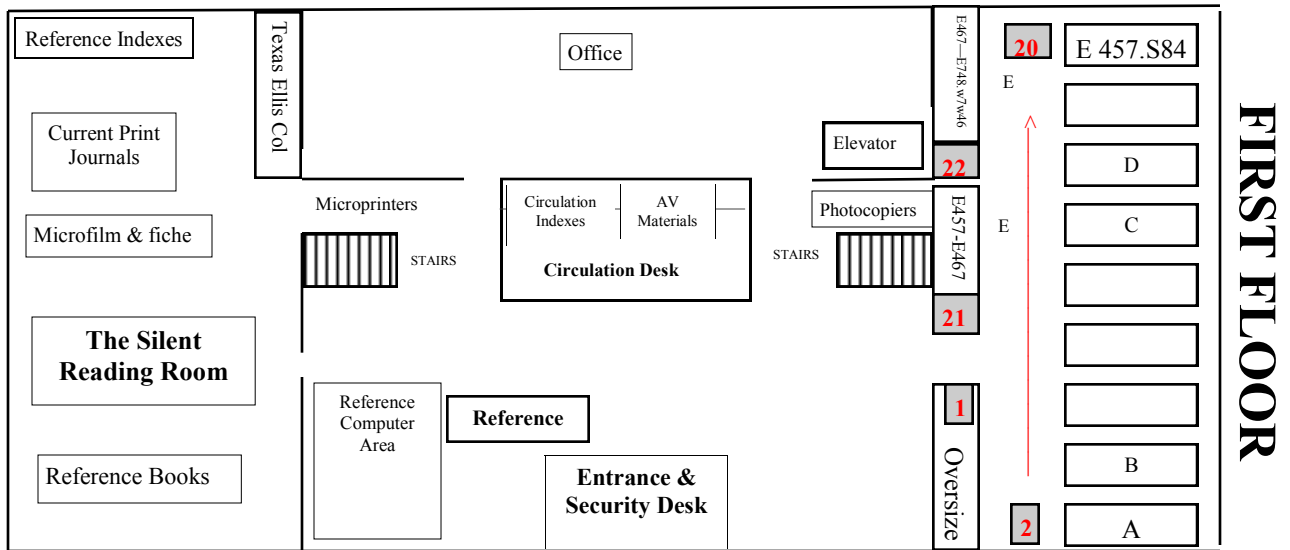 Reference Indexes
Texas Ellis Col
Office
E467—E748.w7w46
20
E 457.S84
E
Current Print
Journals
Elevator
22
D
Microprinters
Circulation
Indexes
AV
Materials
Photocopiers
E457-E467
E
C
Microfilm & fiche
STAIRS
Circulation Desk
STAIRS
21
The Silent
Reading Room
Reference
Computer
Area
Reference
1
Oversize
B
Reference Books
Entrance &
Security Desk
2
A
FIRST FLOOR